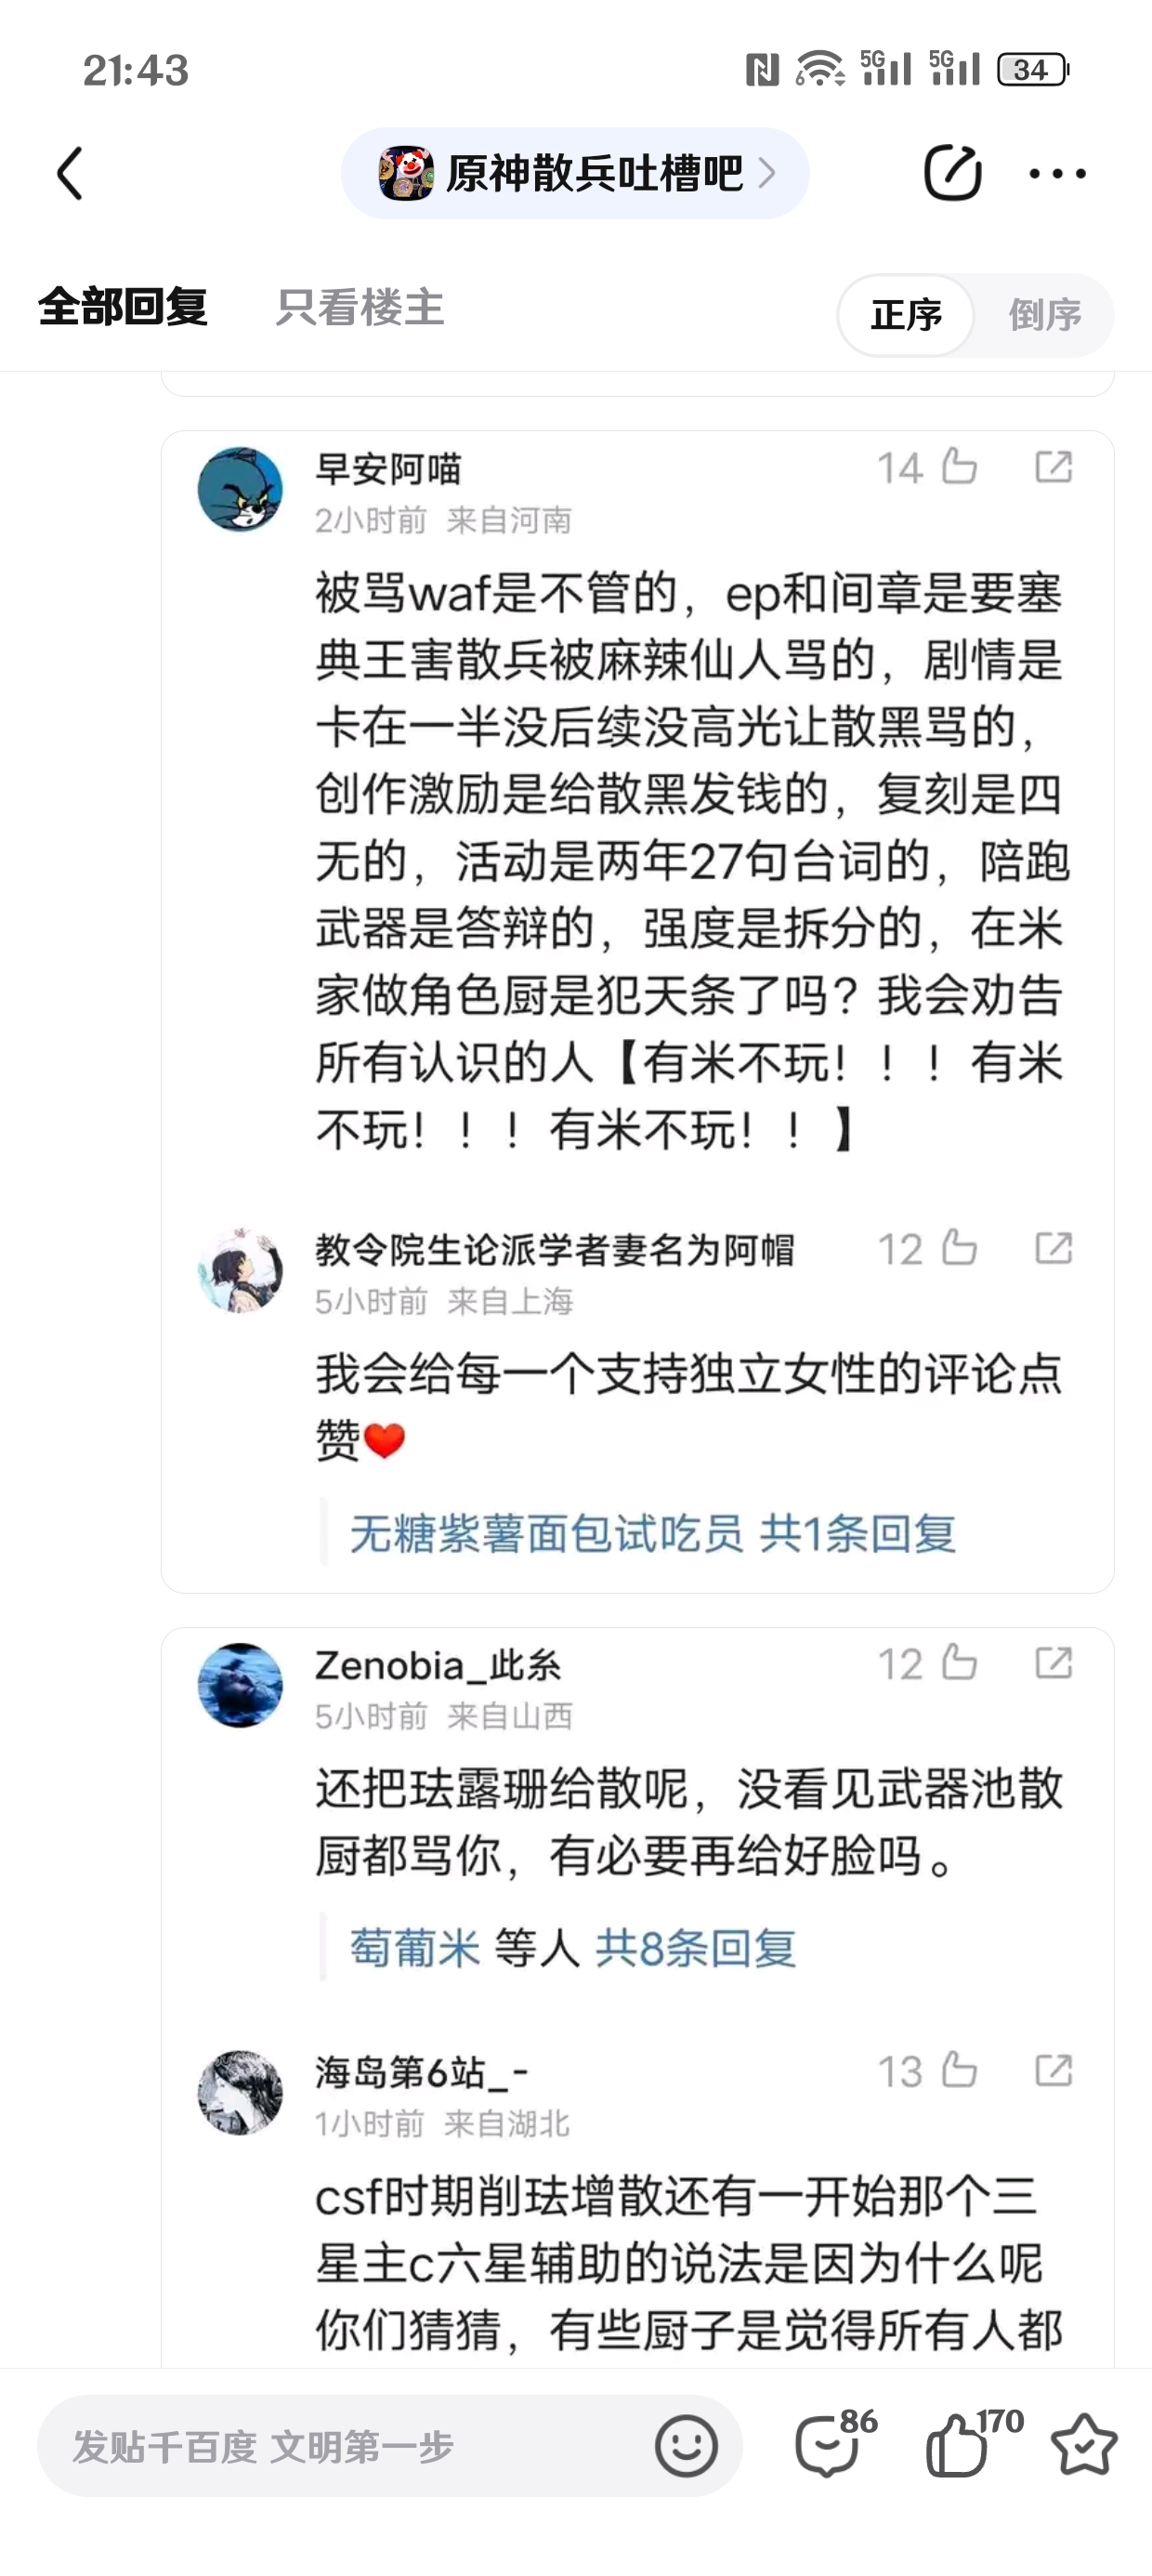 21:43
5G 5G 34
原神散兵吐槽吧
全部回复 只看楼主 正序 倒序
早安阿喵 14
2小时前 来自河南
被骂waf是不管的，ep和间章是要塞
典王害散兵被麻辣仙人骂的，剧情是
卡在一半没后续没高光让散黑骂的，
创作激励是给散黑发钱的，复刻是四
无的，活动是两年27句台词的，陪跑
武器是答辩的，强度是拆分的，在米
家做角色厨是犯天条了吗？我会劝告
所有认识的人【有米不玩！！！有米
不玩！！！有米不玩！！】
教令院生论派学者妻名为阿帽 12
5小时前 来自上海
我会给每一个支持独立女性的评论点
赞❤️
无糖紫薯面包试吃员 共1条回复
Zenobia_此糸 12
5小时前 来自山西
还把珐露珊给散呢，没看见武器池散
厨都骂你，有必要再给好脸吗。
萄葡米 等人 共8条回复
海岛第6站_- 13
1小时前 来自湖北
csf时期削珐增散还有一开始那个三
星主c六星辅助的说法是因为什么呢
你们猜猜，有些厨子是觉得所有人都
发贴千百度 文明第一步 86 170